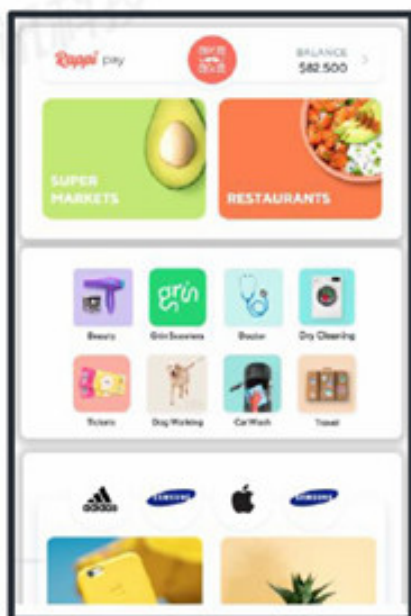 Rappi pay
BALANCE
$82.500
SUPER
MARKETS
RESTAURANTS
grin
Beauty
Grin Scooters
Doctor
Dry Cleaning
Tickets
Dog Walking
Car Wash
Travel
adidas
SAMSUNG
SAMSUNG